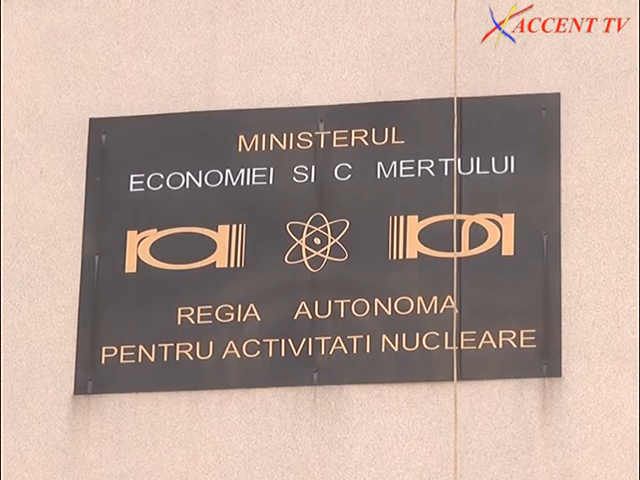 ACCENT TV
MINISTERUL
ECONOMIEI SI C MERTULUI
REGIA AUTONOMA
PENTRU ACTIVITATI NUCLEARE